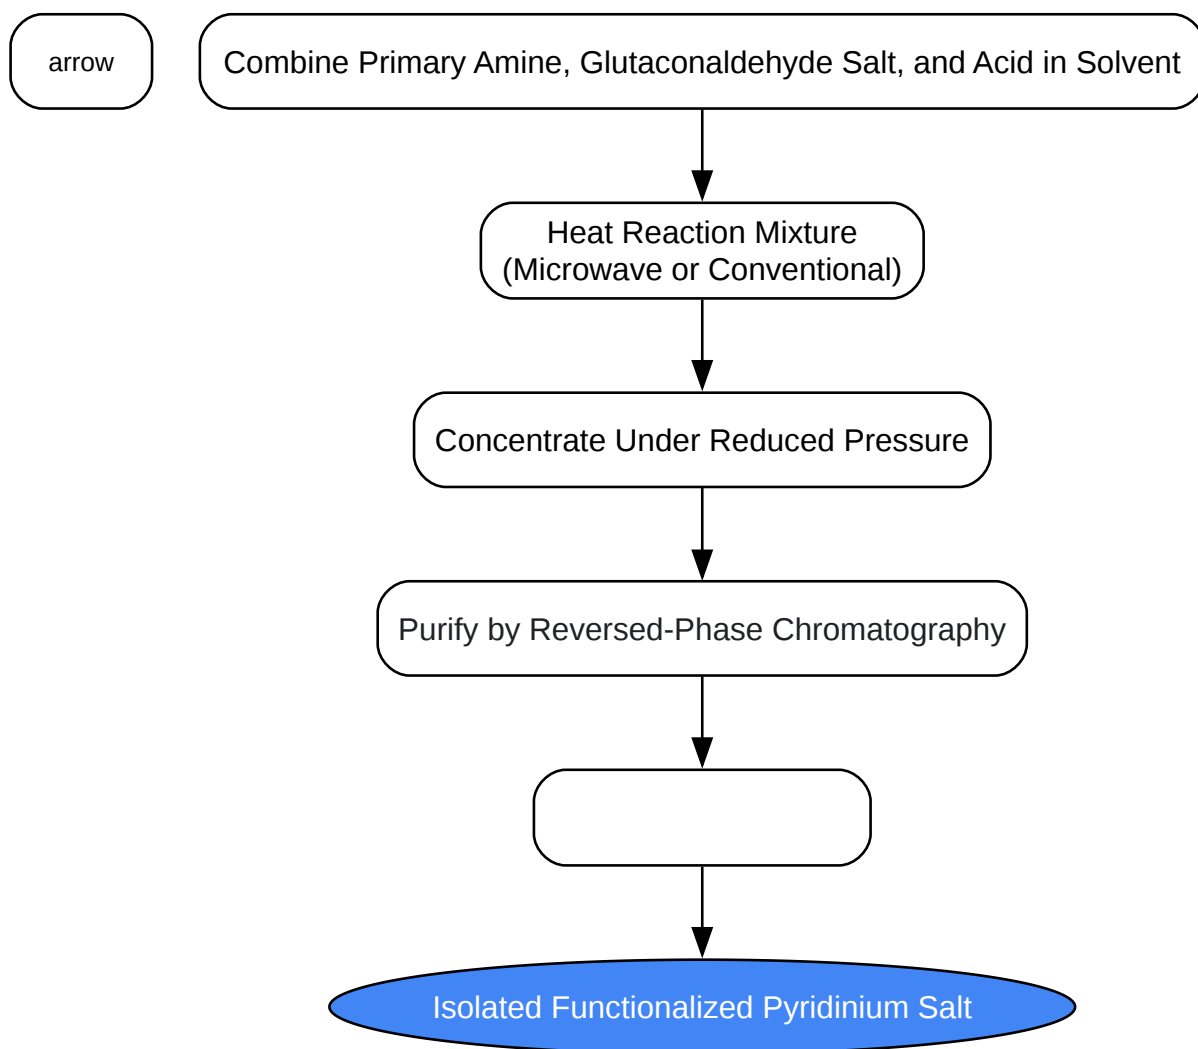 arrow
Combine Primary Amine, Glutaconaldehyde Salt, and Acid in Solvent
Heat Reaction Mixture
(Microwave or Conventional)
Concentrate Under Reduced Pressure
Purify by Reversed-Phase Chromatography
Isolated Functionalized Pyridinium Salt